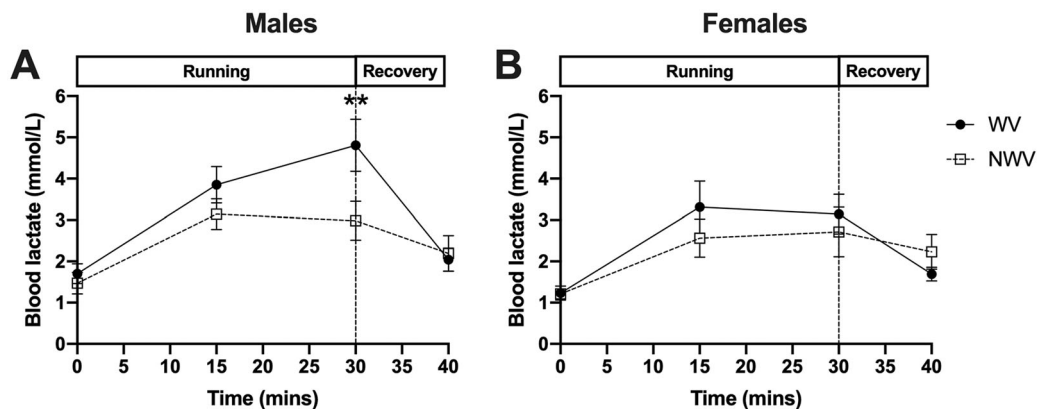 Males
Females
A
Running
Recovery
B
Running
Recovery
**
6
5
4
3
2
1
0
Blood lactate (mmol/L)
0
5
10
15
20
25
30
35
40
Time (mins)
6
5
4
3
2
1
0
Blood lactate (mmol/L)
0
5
10
15
20
25
30
35
40
Time (mins)
WV
NWV